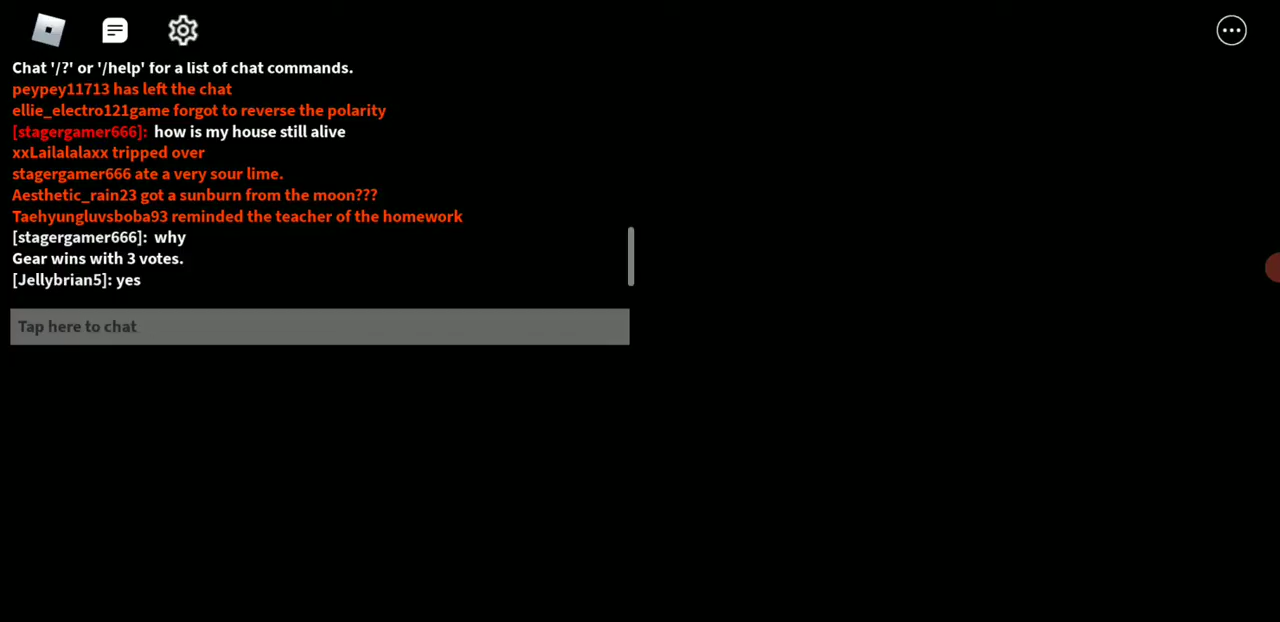 Chat '/?' or '/help' for a list of chat commands.
peypey11713 has left the chat
ellie_electro121game forgot to reverse the polarity
[stagergamer666]: how is my house still alive
xxLailalalaxx tripped over
stagergamer666 ate a very sour lime.
Aesthetic_rain23 got a sunburn from the moon???
Taehyungluvsboba93 reminded the teacher of the homework
[stagergamer666]: why
Gear wins with 3 votes.
[Jellybrian5]: yes
Tap here to chat